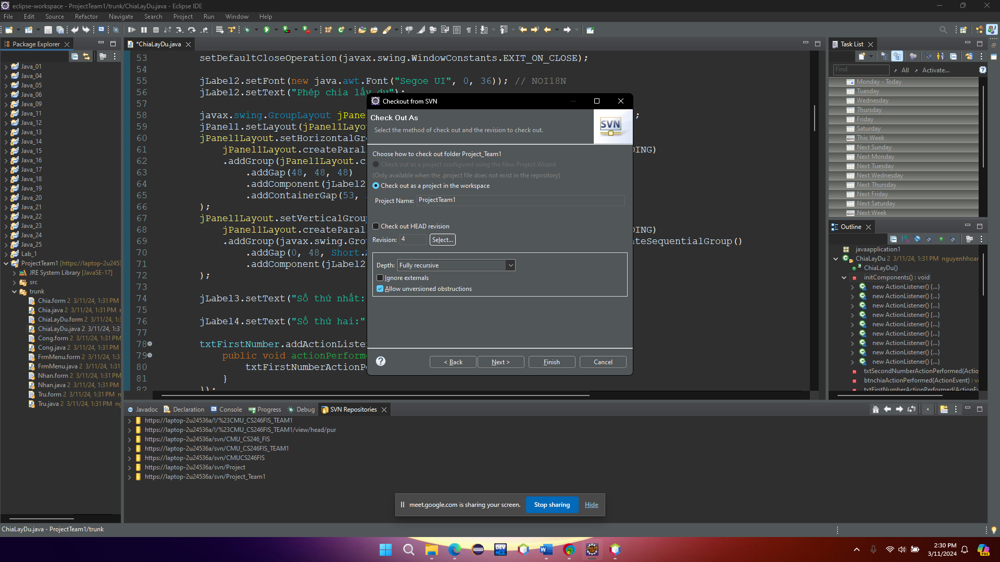 eclipse-workspace - ProjectTeam1/trunk/ChiaLayDu.java - Eclipse IDE
File Edit Source Refactor Navigate Search Project Run Window Help
Package Explorer
Java_01
Java_04
Java_05
Java_06
Java_09
Java_11
Java_12
Java_13
Java_14
Java_15
Java_16
Java_17
Java_18
Java_19
Java_20
Java_21
Java_22
Java_23
Java_24
Java_25
Lab_1
ProjectTeam1 [https://laptop-2u2453
JRE System Library [JavaSE-17]
src
trunk
Chia.form 2 3/11/24, 1:31 PM
Chia.java 2 3/11/24, 1:31 PM
ChiaLayDu.form 2 3/11/24, 1:3
ChiaLayDu.java 2 3/11/24, 1:31
Cong.form 2 3/11/24, 1:31 PM
Cong.java 2 3/11/24, 1:31 PM
FrmMenu.form 2 3/11/24, 1:31
FrmMenu.java 2 3/11/24, 1:31
Nhan.form 2 3/11/24, 1:31 PM
Nhan.java 2 3/11/24, 1:31 PM
Tru.form 2 3/11/24, 1:31 PM
Tru.java 2 3/11/24, 1:31 PM ng
*ChiaLayDu.java
53 setDefaultCloseOperation(javax.swing.WindowConstants.EXIT_ON_CLOSE);
54
55 jLabel2.setFont(new java.awt.Font("Segoe UI", 0, 36)); // NOI18N
56 jLabel2.setText("Phép chia lấy dư");
57
58 javax.swing.GroupLayout jPane ;
59 jPanel1.setLayout(jPanel1Layo
60 jPanel1Layout.setHorizontalGr
61 jPanel1Layout.createParal DING)
62 .addGroup(jPanel1Layout.c
63 .addGap(48, 48, 48)
64 .addComponent(jLabel2
65 .addContainerGap(53,
66 );
67 jPanel1Layout.setVerticalGroup
68 jPanel1Layout.createParal DING)
69 .addGroup(javax.swing.Gro ateSequentialGroup()
70 .addGap(0, 48, Short.
71 .addComponent(jLabel2
72 );
73
74 jLabel3.setText("Số thứ nhất:
75
76 jLabel4.setText("Số thứ hai:"
77
78 txtFirstNumber.addActionListe
79 public void actionPerform
80 txtFirstNumberActionP
81 }
82 });
Checkout from SVN
Check Out As
Select the method of check out and the revision to check out.
SVN
Choose how to check out folder Project_Team1
Check out as a project configured using the New Project Wizard
(Only available when the .project file does not exist in the repository)
Check out as a project in the workspace
Project Name: ProjectTeam1
Check out HEAD revision
Revision: 4 Select...
Depth: Fully recursive
Ignore externals
Allow unversioned obstructions
< Back Next > Finish Cancel
Task List
Find All Activate...
Monday - Today
Tuesday
Wednesday
Thursday
Friday
Saturday
This Week
Next Sunday
Next Monday
Next Tuesday
Next Wednesday
Next Thursday
Next Friday
Next Saturday
Next Week
Outline
javaapplication1
ChiaLayDu 2 3/11/24, 1:31 PM nguyenhhoar
ChiaLayDu()
initComponents() : void
new ActionListener() {...}
new ActionListener() {...}
new ActionListener() {...}
new ActionListener() {...}
new ActionListener() {...}
new ActionListener() {...}
new ActionListener() {...}
new ActionListener() {...}
new ActionListener() {...}
txtSecondNumberActionPerformed(Actio
btnchiaActionPerformed(ActionEvent) : v
txtFirstNumberActionPerformed(ActionEv
Javadoc Declaration Console Progress Debug SVN Repositories
https://laptop-2u24536a/!/%23CMU_CS246FIS_TEAM1
https://laptop-2u24536a/!/%23CMU_CS246FIS_TEAM1/view/head/pur
https://laptop-2u24536a/svn/CMU_CS246_FIS
https://laptop-2u24536a/svn/CMU_CS246FIS_TEAM1
https://laptop-2u24536a/svn/CMUCS246FIS
https://laptop-2u24536a/svn/Project
https://laptop-2u24536a/svn/Project_Team1
meet.google.com is sharing your screen. Stop sharing Hide
ChiaLayDu.java - ProjectTeam1/trunk
DEV
2:30 PM
3/11/2024
PRE